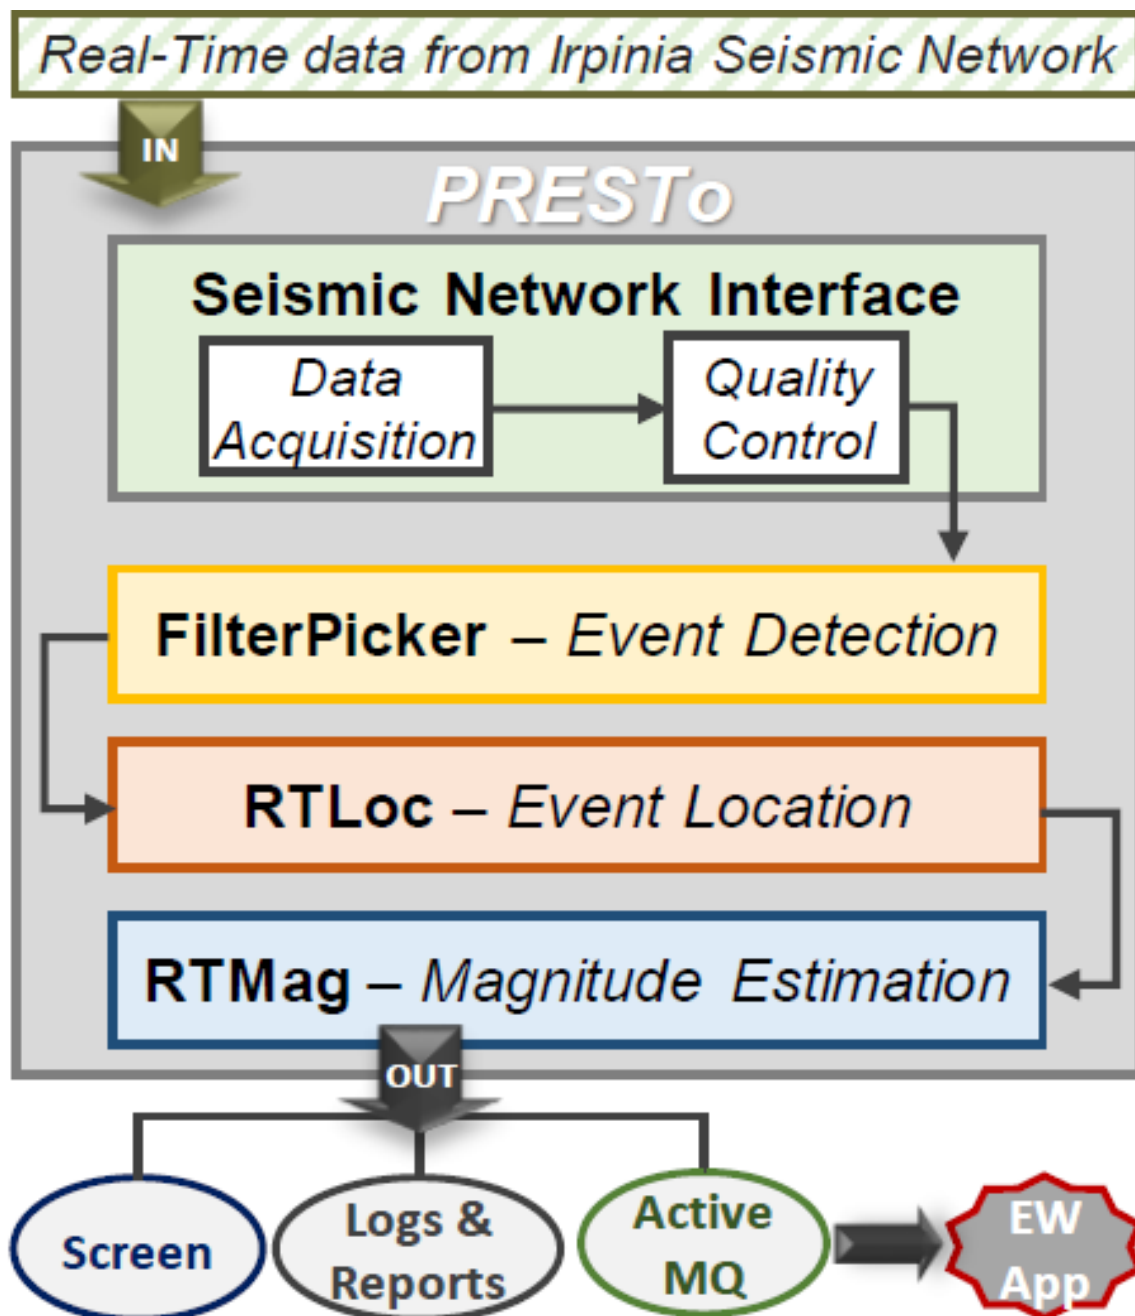 Real-Time data from Irpinia Seismic Network
IN
PRESTo
Seismic Network Interface
Data
Acquisition
Quality
Control
FilterPicker – Event Detection
RTLoc – Event Location
RTMag – Magnitude Estimation
OUT
Screen
Logs &
Reports
Active
MQ
EW
App